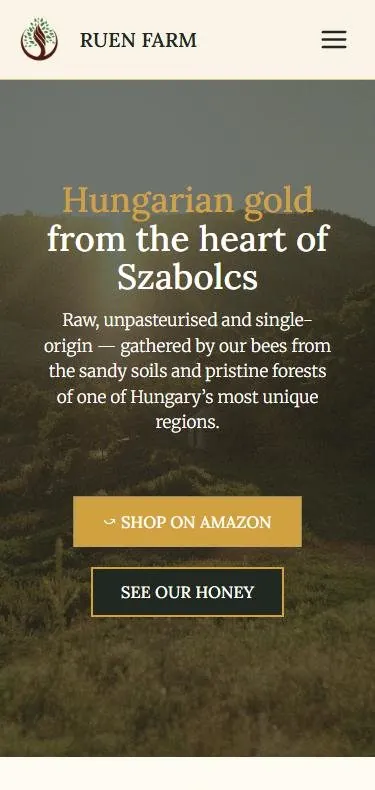 RUEN FARM
Hungarian gold
from the heart of
Szabolcs
Raw, unpasteurised and single-
origin — gathered by our bees from
the sandy soils and pristine forests
of one of Hungary’s most unique
regions.
SHOP ON AMAZON
SEE OUR HONEY